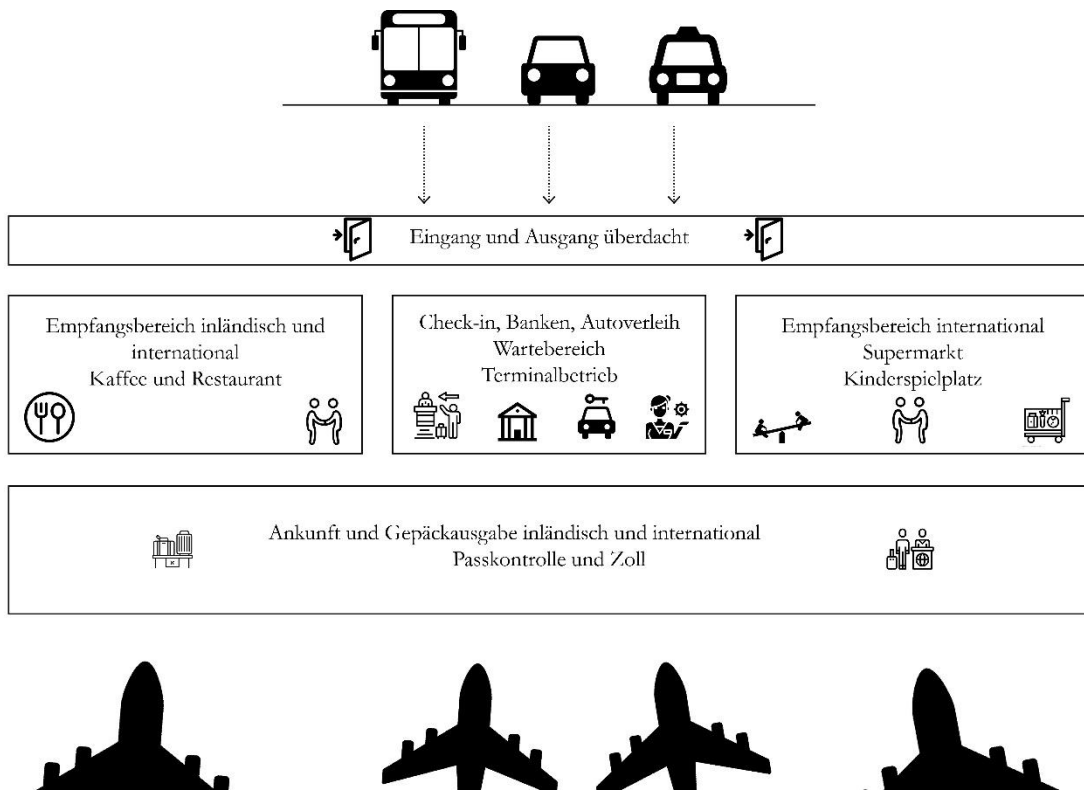 Eingang und Ausgang überdacht
Empfangsbereich inländisch und
international
Kaffee und Restaurant
Check-in, Banken, Autoverleih
Wartebereich
Terminalbetrieb
Empfangsbereich international
Supermarkt
Kinderspielplatz
Ankunft und Gepäckausgabe inländisch und international
Passkontrolle und Zoll